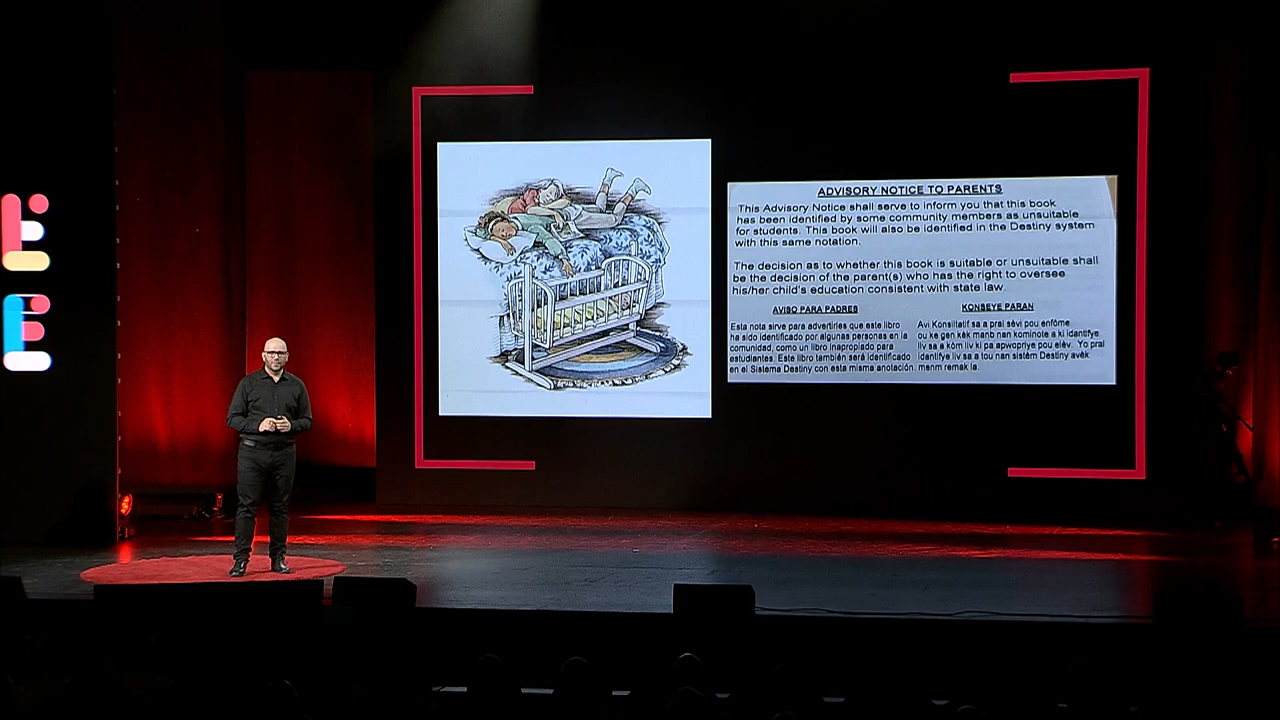 E
E
ADVISORY NOTICE TO PARENTS
This Advisory Notice shall serve to inform you that this book
has been identified by some community members as unsuitable
for students. This book will also be identified in the Destiny system
with this same notation.
The decision as to whether this book is suitable or unsuitable shall
be the decision of the parent(s) who has the right to oversee
his/her child's education consistent with state law.
AVISO PARA PADRES
Esta nota sirve para advertirles que este libro
ha sido identificado por algunas personas en la
comunidad, como un libro inapropiado para
estudiantes. Este libro también será identificado
en el Sistema Destiny con esta misma anotación.
KONSEYE PARAN
Avi Konsiltatif sa a pral sèvi pou enfòme
ou ke gen kèk manb nan kominote a ki idantifye
liv sa a kòm liv ki pa apwopriye pou elèv. Yo pral
idantifye liv sa a tou nan sistèm Destiny avèk
menm remak la.